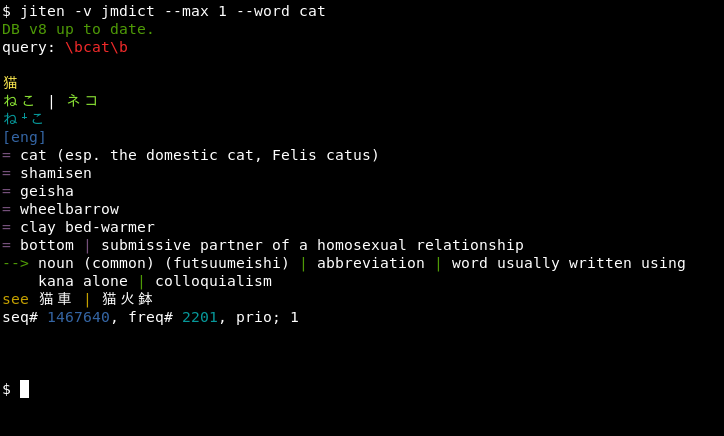 $ jiten -v jmdict --max 1 --word cat
DB v8 up to date.
query: \bcat\b
猫
ねこ | ネコ
ねꜜこ
[eng]
= cat (esp. the domestic cat, Felis catus)
= shamisen
= geisha
= wheelbarrow
= clay bed-warmer
= bottom | submissive partner of a homosexual relationship
--> noun (common) (futsuumeishi) | abbreviation | word usually written using
kana alone | colloquialism
see 猫車 | 猫火鉢
seq# 1467640, freq# 2201, prio; 1
$